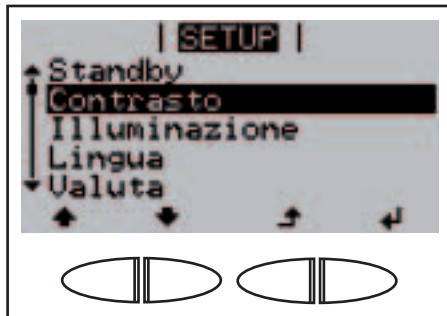 SETUP
Standby
Contrasto
Illuminazione
Lingua
Valuta